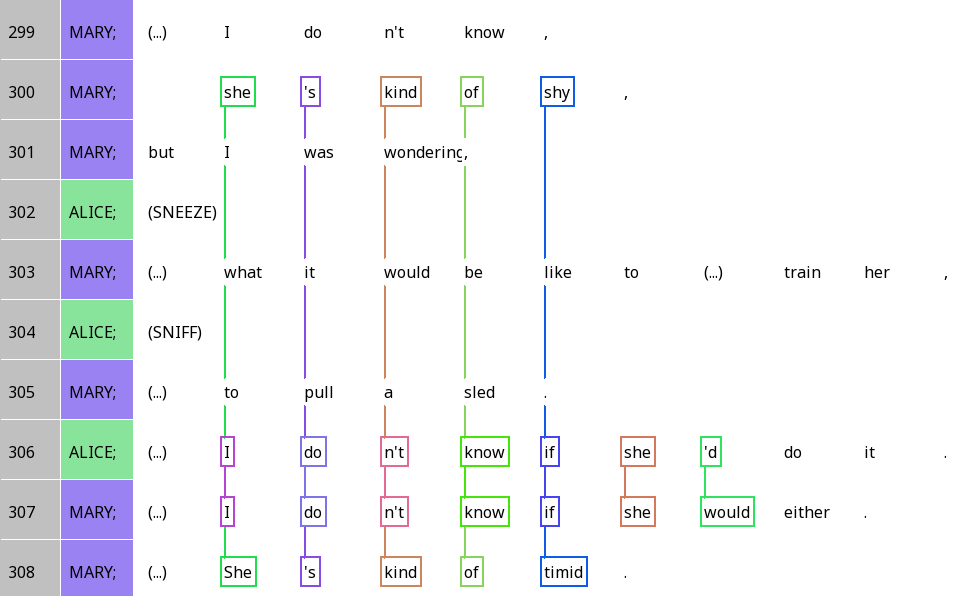 299 MARY; (...) I do n't know ,
300 MARY; she 's kind of shy ,
301 MARY; but I was wondering,
302 ALICE; (SNEEZE)
303 MARY; (...) what it would be like to (...) train her ,
304 ALICE; (SNIFF)
305 MARY; (...) to pull a sled .
306 ALICE; (...) I do n't know if she 'd do it .
307 MARY; (...) I do n't know if she would either .
308 MARY; (...) She 's kind of timid .